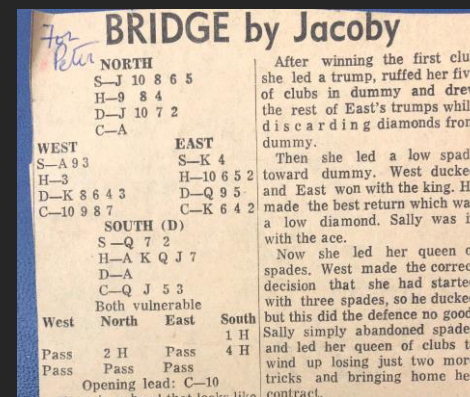 For
Peter
BRIDGE by Jacoby
NORTH
S—J 10 8 6 5
H—9 8 4
D—J 10 7 2
C—A
WEST EAST
S—A 9 3 S—K 4
H—3 H—10 6 5 2
D—K 8 6 4 3 D—Q 9 5
C—10 9 8 7 C—K 6 4 2
SOUTH (D)
S—Q 7 2
H—A K Q J 7
D—A
C—Q J 5 3
Both vulnerable
West North East South
1 H
Pass 2 H Pass 4 H
Pass Pass Pass
Opening lead: C—10
After winning the first clu
she led a trump, ruffed her fiv
of clubs in dummy and drew
the rest of East's trumps whil
discarding diamonds from
dummy.
Then she led a low spad
toward dummy. West ducke
and East won with the king. H
made the best return which wa
a low diamond. Sally was i
with the ace.
Now she led her queen o
spades. West made the correc
decision that she had starte
with three spades, so he ducke
but this did the defence no good
Sally simply abandoned spade
and led her queen of clubs t
wind up losing just two mor
tricks and bringing home he
contract.